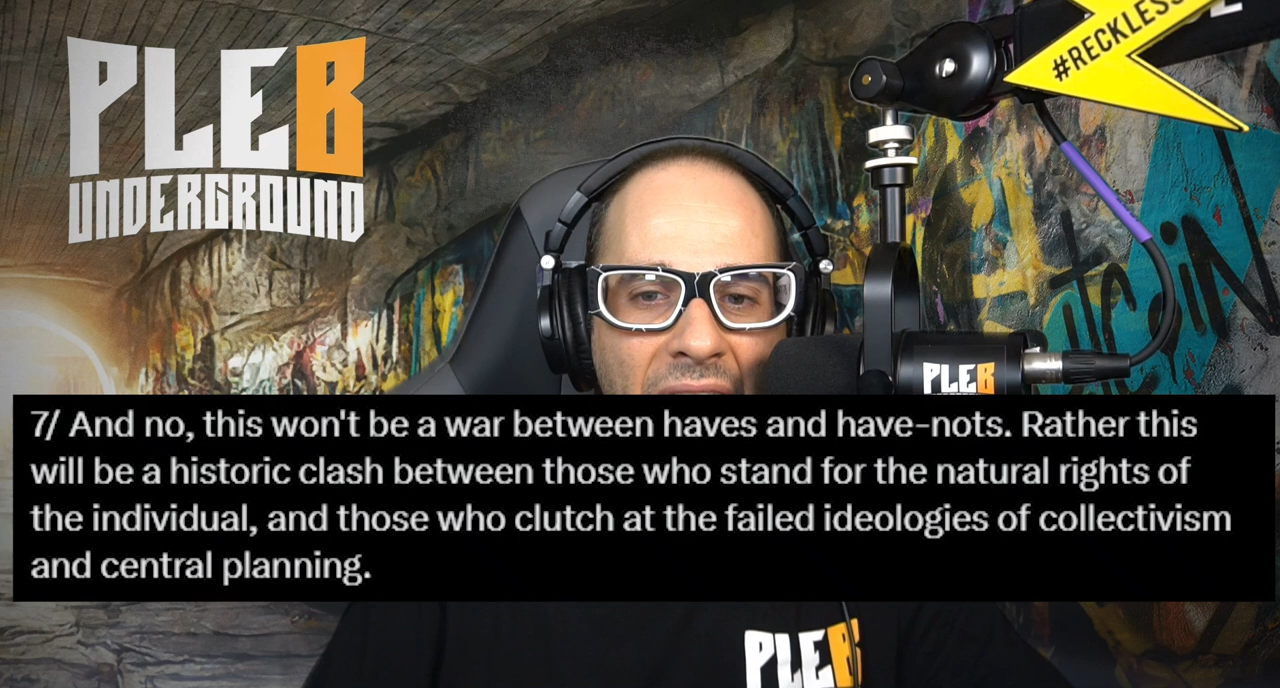 PLEB
UNDERGROUND
#RECKLESS
PLEB
7/ And no, this won't be a war between haves and have-nots. Rather this
will be a historic clash between those who stand for the natural rights of
the individual, and those who clutch at the failed ideologies of collectivism
and central planning.
PLEB